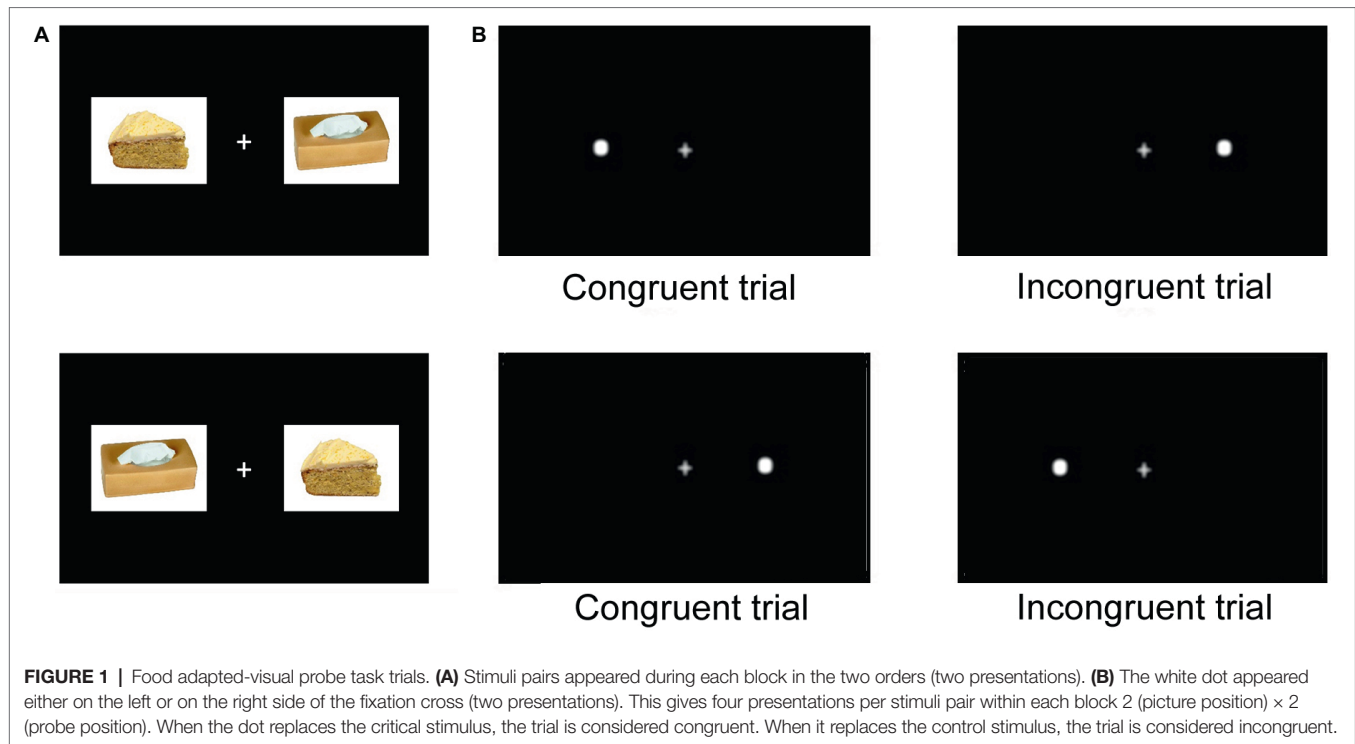 A
B
Congruent trial
Incongruent trial
Congruent trial
Incongruent trial
FIGURE 1 | Food adapted-visual probe task trials. (A) Stimuli pairs appeared during each block in the two orders (two presentations). (B) The white dot appeared
either on the left or on the right side of the fixation cross (two presentations). This gives four presentations per stimuli pair within each block 2 (picture position) × 2
(probe position). When the dot replaces the critical stimulus, the trial is considered congruent. When it replaces the control stimulus, the trial is considered incongruent.